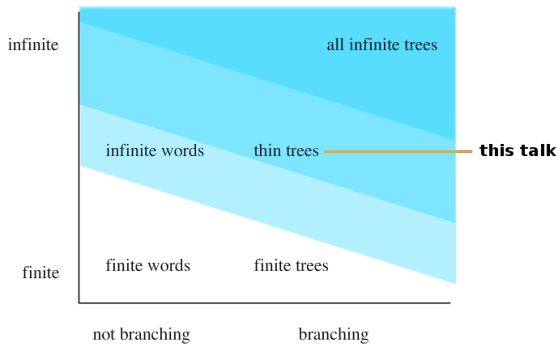 infinite
all infinite trees
infinite words
thin trees
this talk
finite
finite words
finite trees
not branching
branching